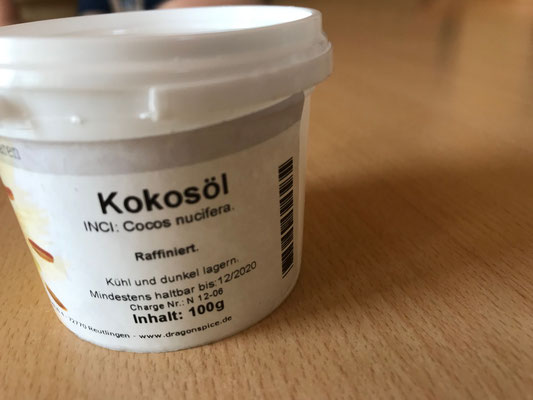 Kokosöl
INCI: Cocos nucifera.
Raffiniert.
Kühl und dunkel lagern.
Mindestens haltbar bis:12/2020
Charge Nr.: N 12-06
Inhalt: 100g
72770 Reutlingen - www.dragonspice.de